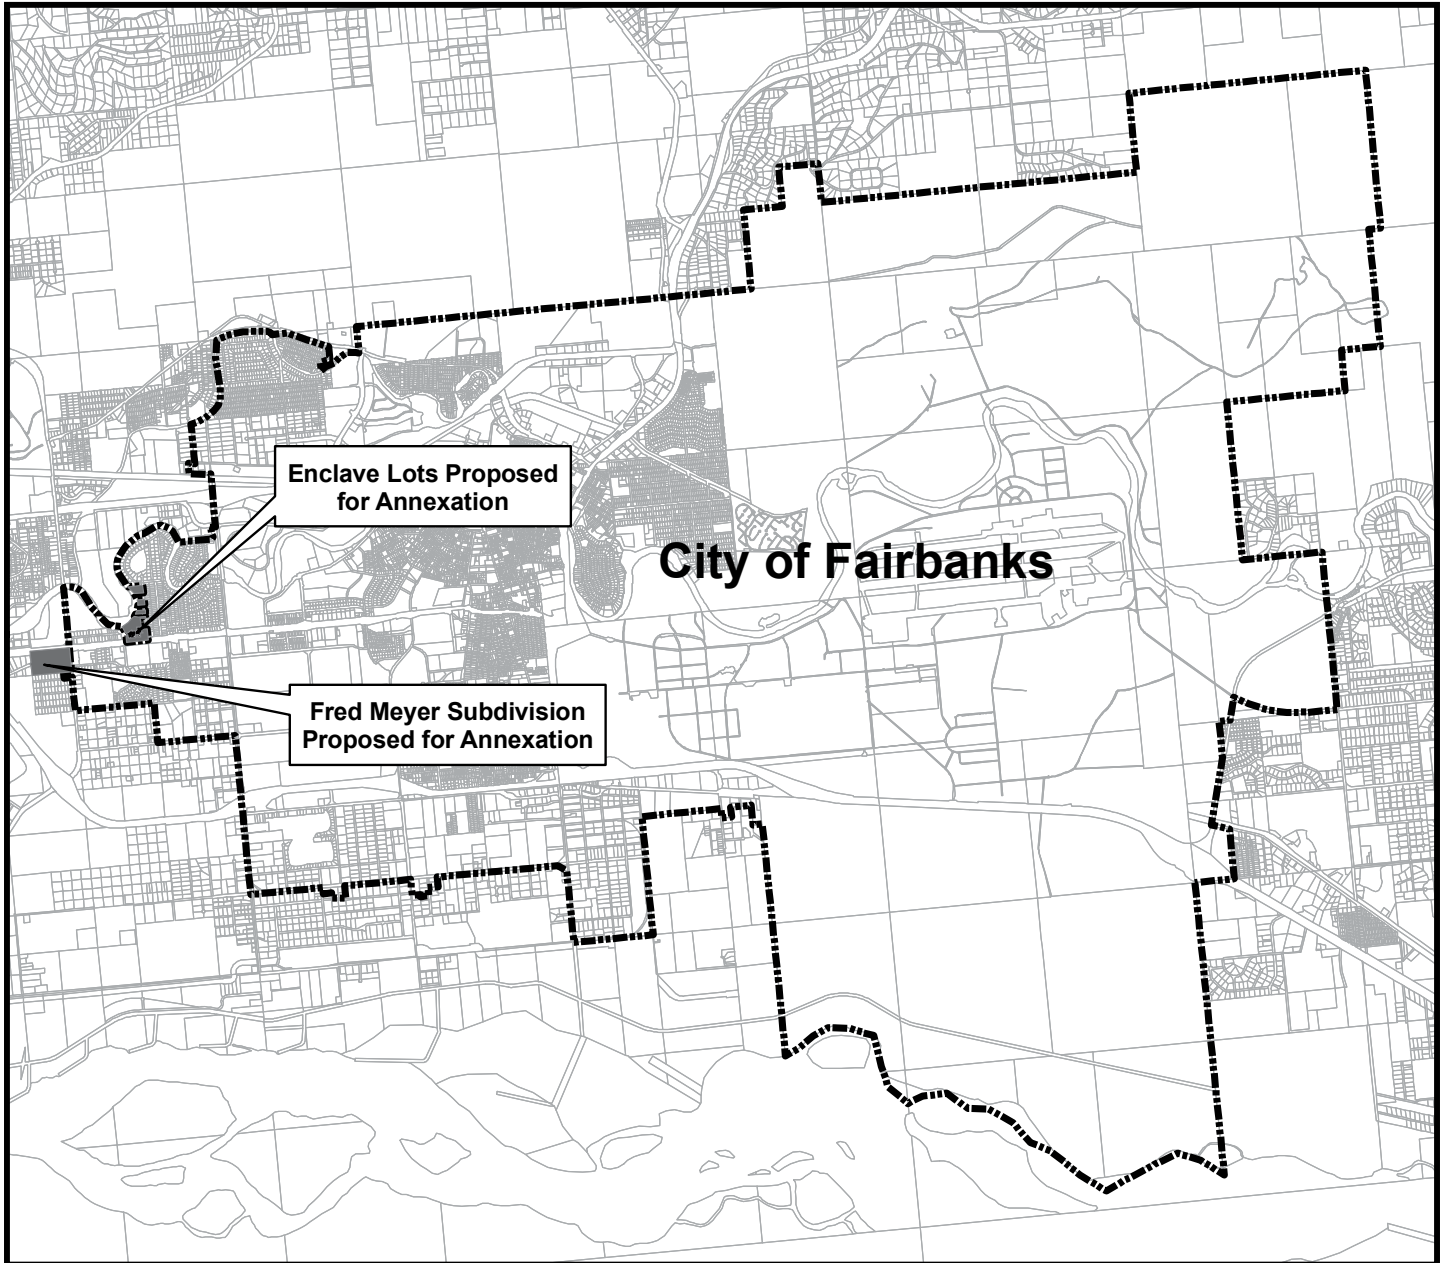 Enclave Lots Proposed
for Annexation
City of Fairbanks
Fred Meyer Subdivision
Proposed for Annexation